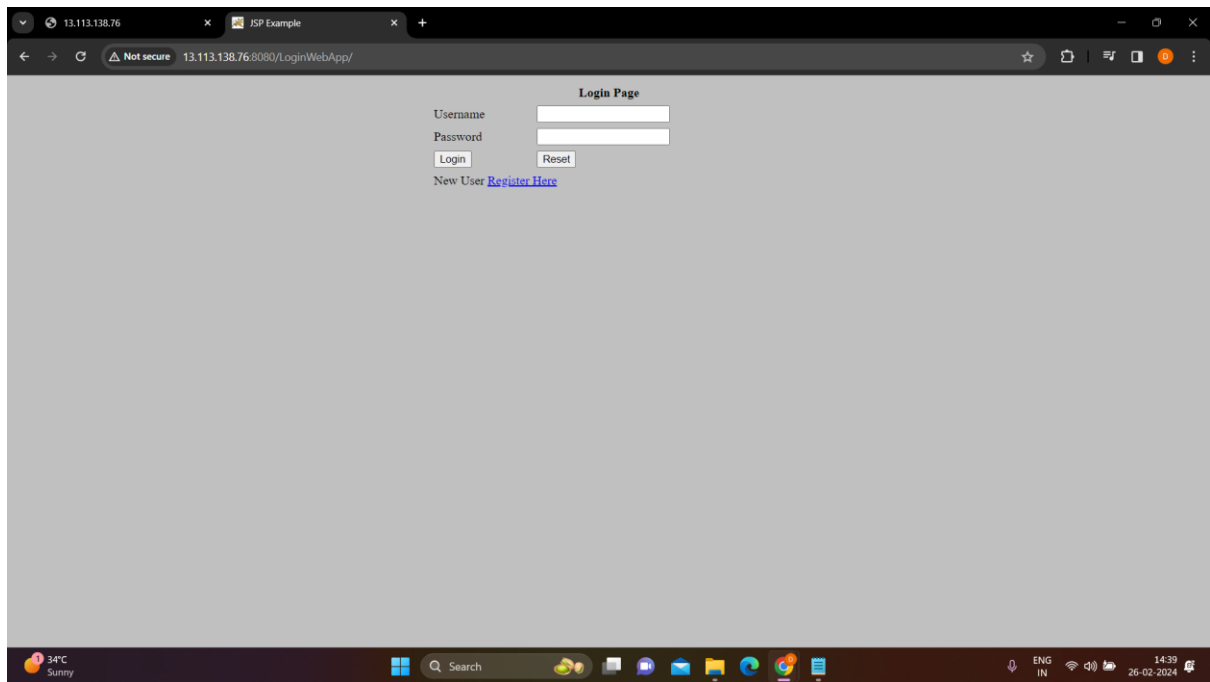 13.113.138.76
JSP Example
Not secure 13.113.138.76:8080/LoginWebApp/
D
Login Page
Username
Password
Login Reset
New User Register Here
1
34°C
Sunny
Search
ENG
IN
14:39
26-02-2024